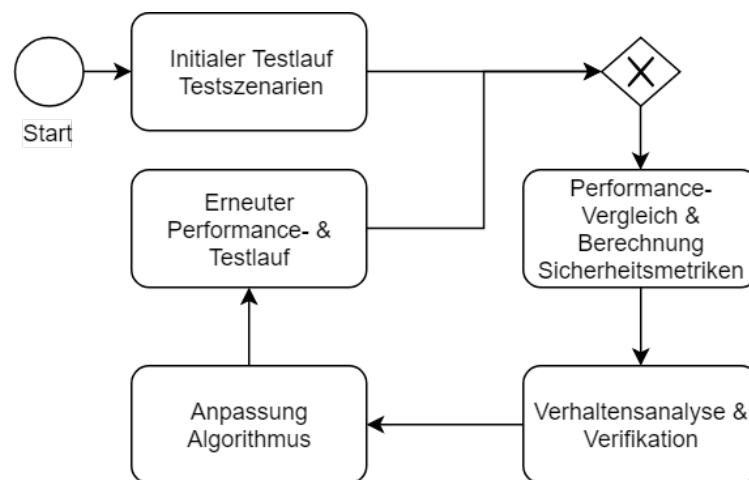 Initialer Testlauf
Testszenarien
Start
Erneuter
Performance- &
Testlauf
Performance-
Vergleich &
Berechnung
Sicherheitsmetriken
Anpassung
Algorithmus
Verhaltensanalyse &
Verifikation